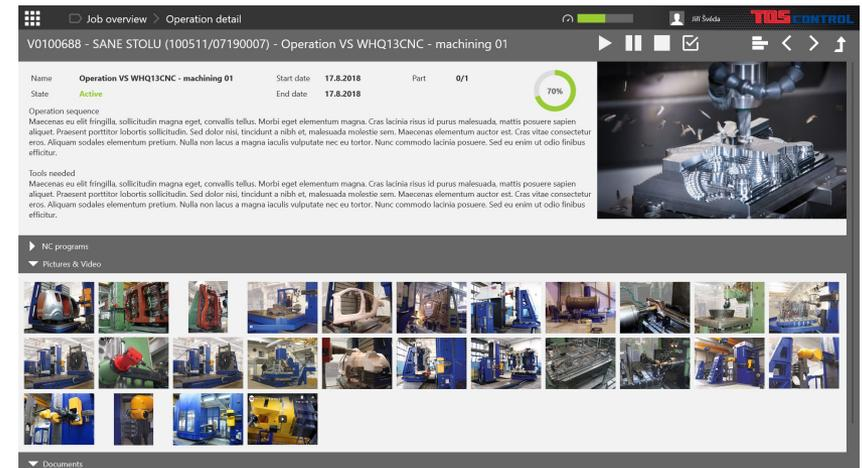 Job overview > Operation detail
Jiří Švéda
TOS CONTROL
V0100688 - SANE STOLU (100511/07190007) - Operation VS WHQ13CNC - machining 01
Name Operation VS WHQ13CNC - machining 01 Start date 17.8.2018 Part 0/1
70%
State Active End date 17.8.2018
Operation sequence
Maecenas eu elit fringilla, sollicitudin magna eget, convallis tellus. Morbi eget elementum magna. Cras lacinia risus id purus malesuada, mattis posuere sapien
aliquet. Praesent porttitor lobortis sollicitudin. Sed dolor nisi, tincidunt a nibh et, malesuada molestie sem. Maecenas elementum auctor est. Cras vitae consectetur
eros. Aliquam sodales elementum pretium. Nulla non lacus a magna iaculis vulputate nec eu tortor. Nunc commodo lacinia posuere. Sed eu enim ut odio finibus
efficitur.
Tools needed
Maecenas eu elit fringilla, sollicitudin magna eget, convallis tellus. Morbi eget elementum magna. Cras lacinia risus id purus malesuada, mattis posuere sapien
aliquet. Praesent porttitor lobortis sollicitudin. Sed dolor nisi, tincidunt a nibh et, malesuada molestie sem. Maecenas elementum auctor est. Cras vitae consectetur
eros. Aliquam sodales elementum pretium. Nulla non lacus a magna iaculis vulputate nec eu tortor. Nunc commodo lacinia posuere. Sed eu enim ut odio finibus
efficitur.
NC programs
Pictures & Video
Documents